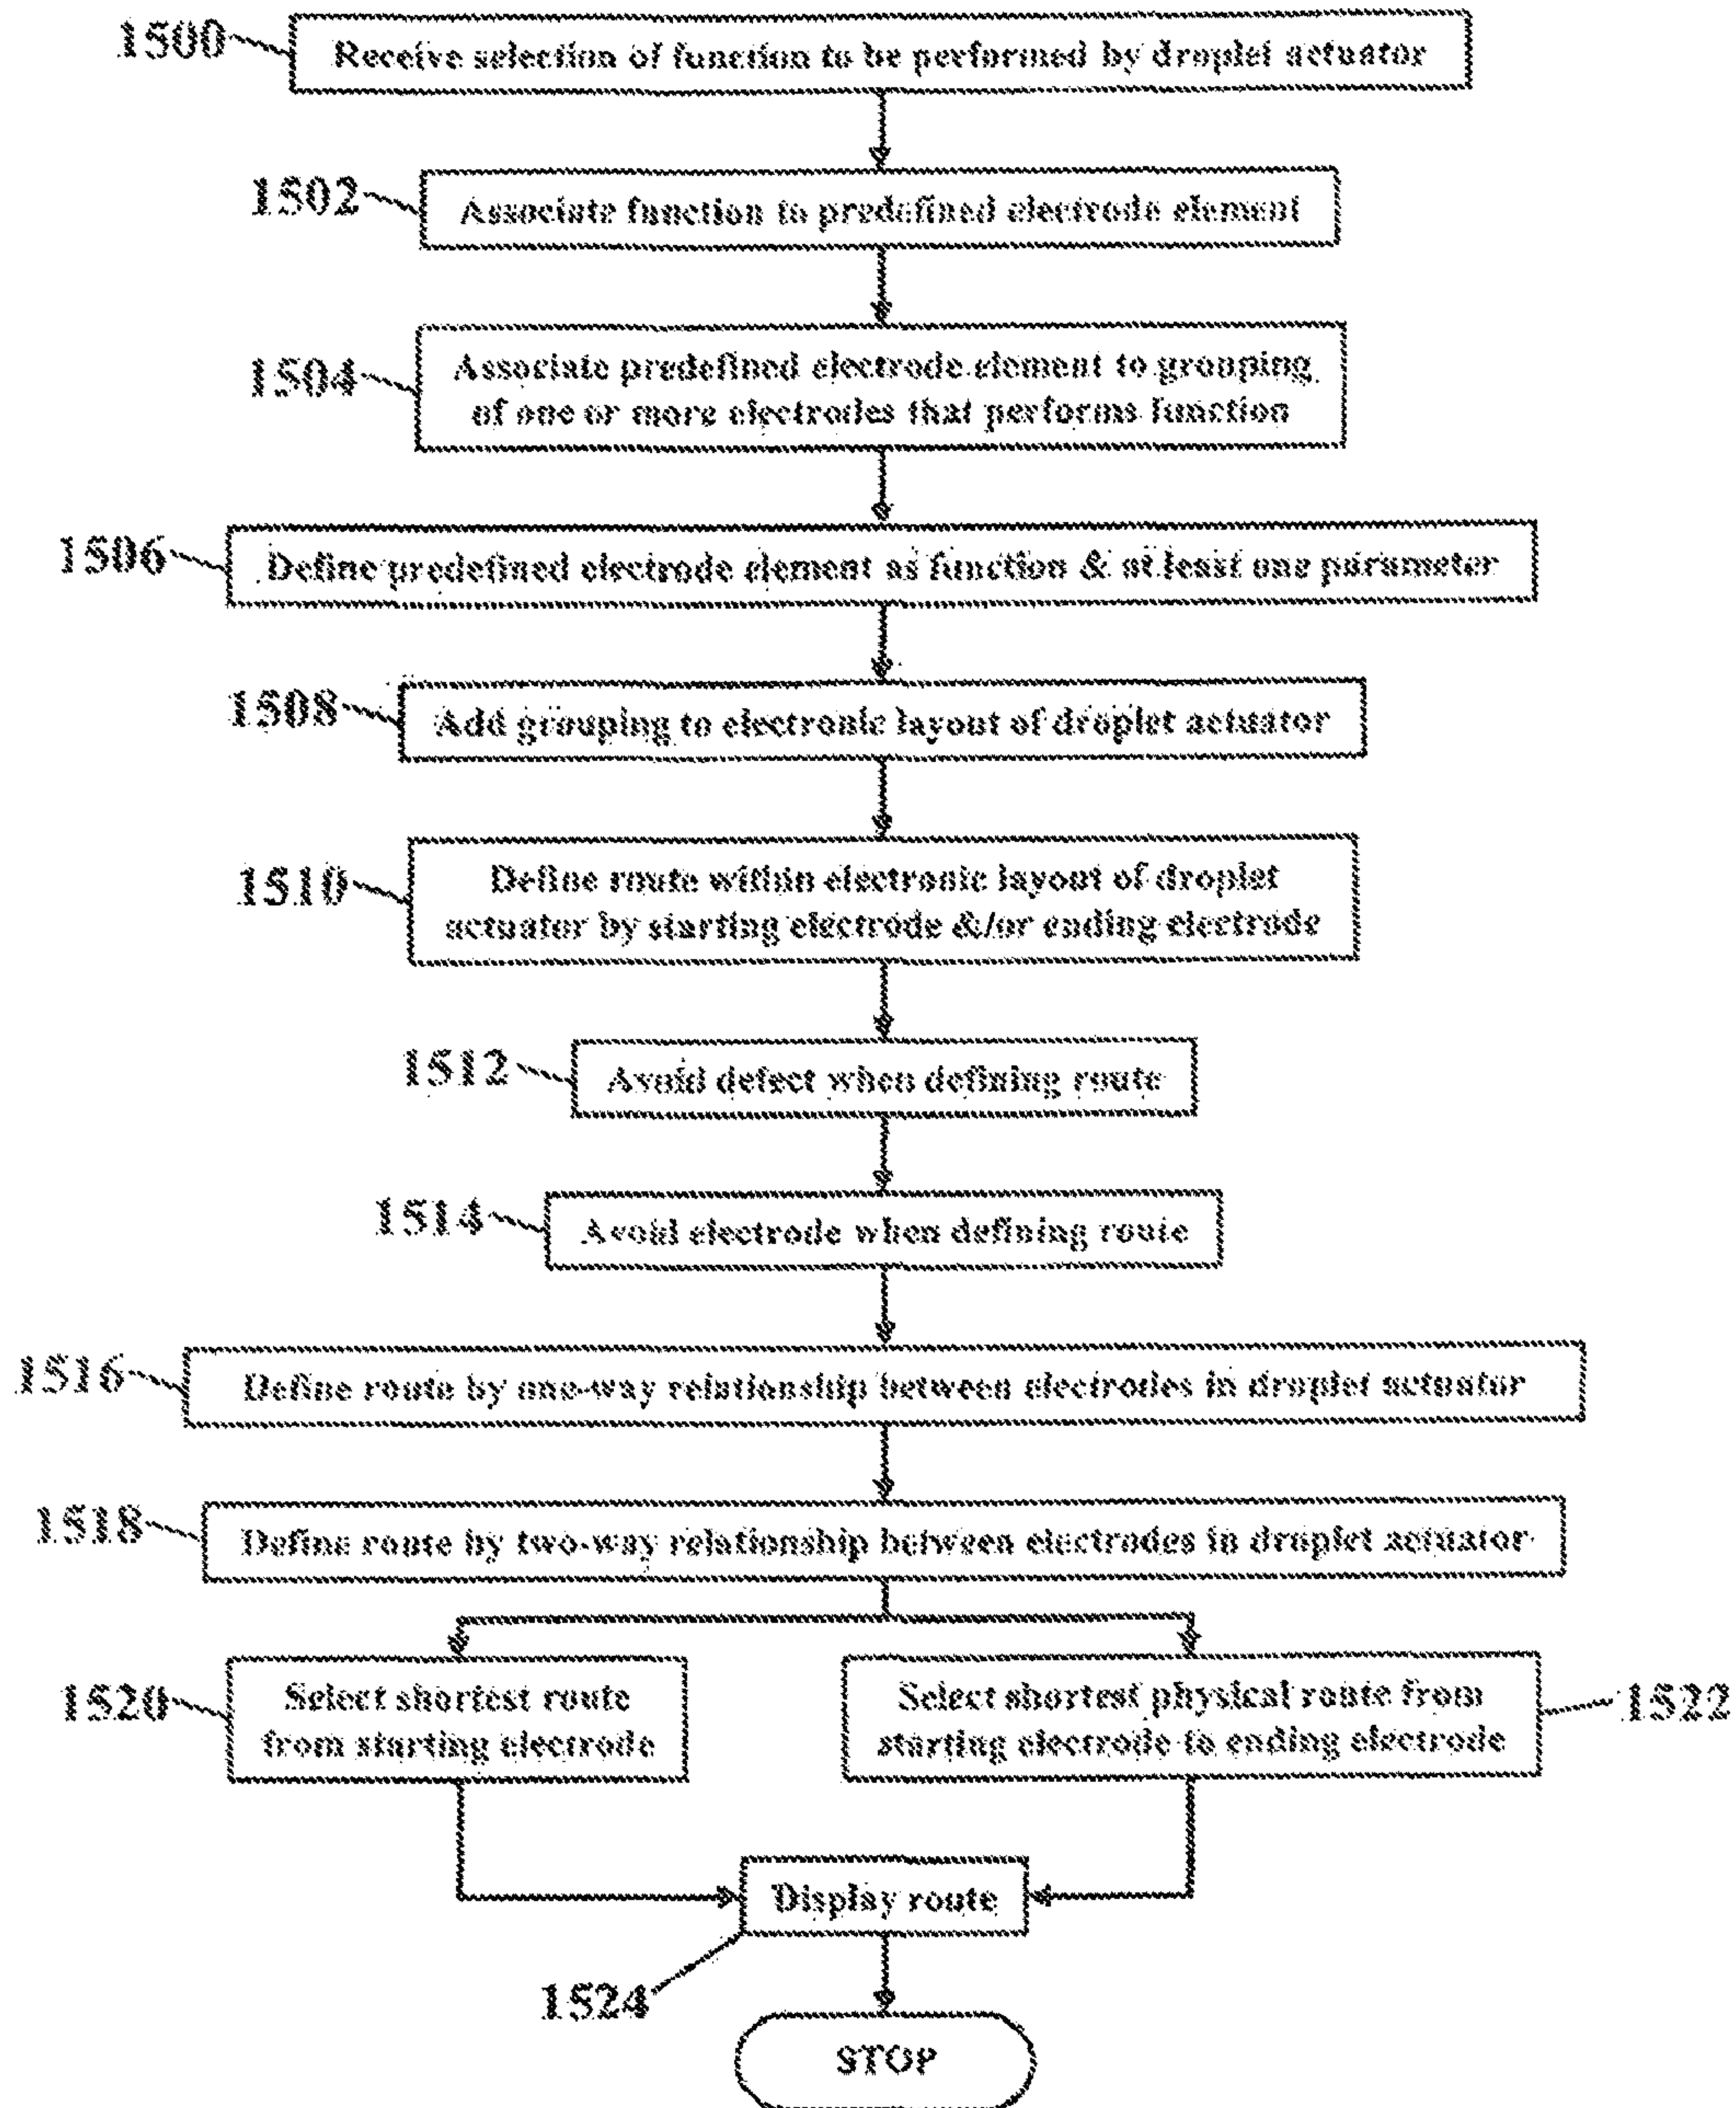 1500
Receive selection of function to be performed by droplet actuator
1502
Associate function to predefined electrode element
1504
Associate predefined electrode element to grouping
of one or more electrodes that performs function
1506
Define predefined electrode element as function & at least one parameter
1508
Add grouping to electronic layout of droplet actuator
1510
Define route within electronic layout of droplet
actuator by starting electrode &/or ending electrode
1512
Avoid defect when defining route
1514
Avoid electrode when defining route
1516
Define route by one-way relationship between electrodes in droplet actuator
1518
Define route by two-way relationship between electrodes in droplet actuator
1520
Select shortest route
from starting electrode
Select shortest physical route from
starting electrode to ending electrode
1522
Display route
1524
STOP